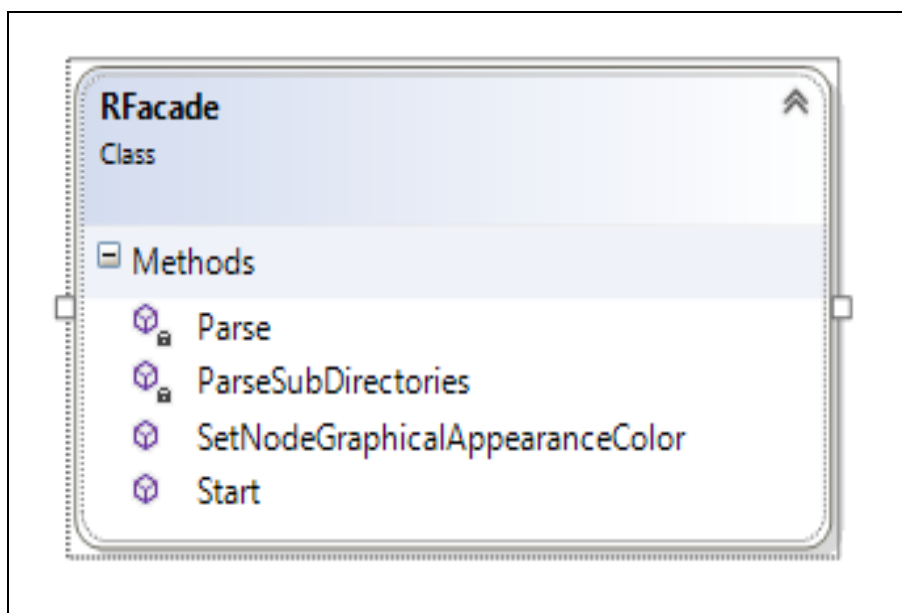 RFacade
Class
Methods
Parse
ParseSubDirectories
SetNodeGraphicalAppearanceColor
Start